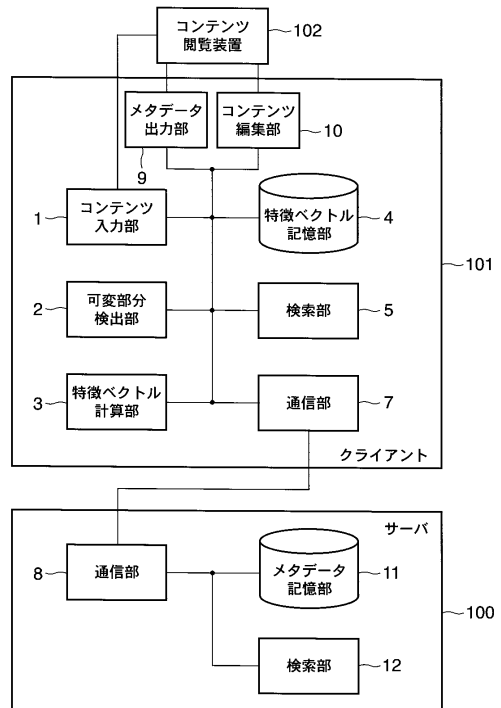 コンテンツ
閲覧装置
102
メタデータ
出力部
9
コンテンツ
編集部
10
1
コンテンツ
入力部
特徴ベクトル
記憶部
4
101
2
可変部分
検出部
検索部
5
3
特徴ベクトル
計算部
通信部
7
クライアント
サーバ
8
通信部
メタデータ
記憶部
11
100
検索部
12